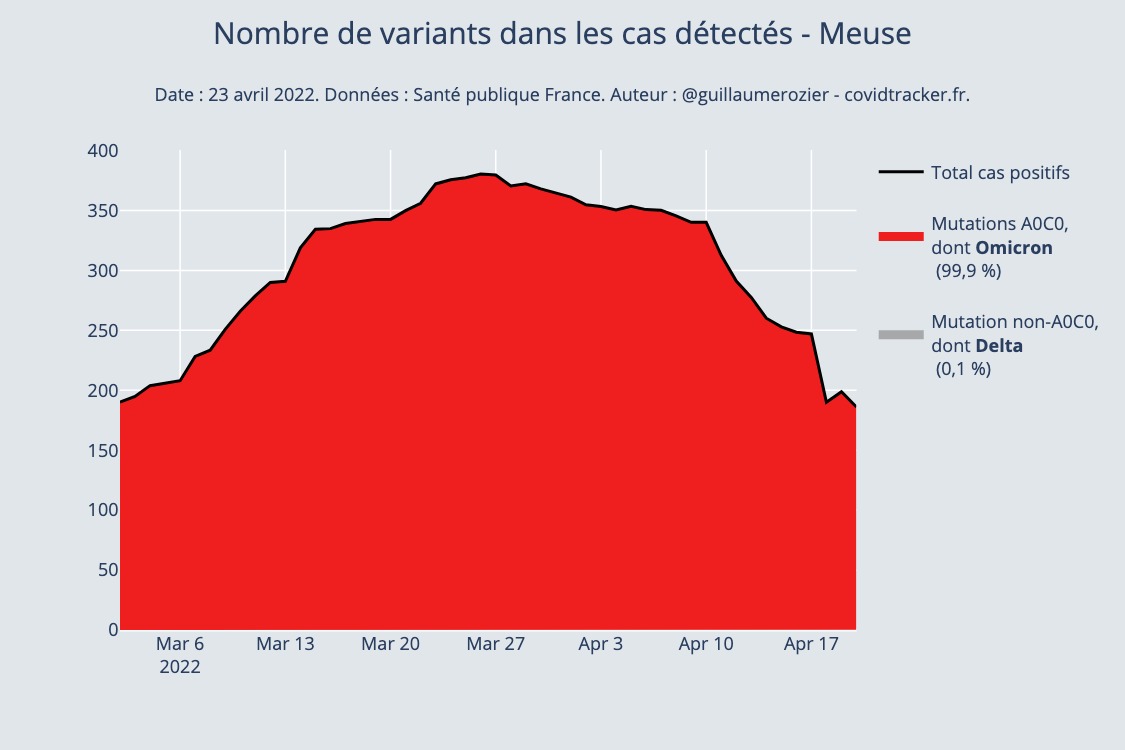 Nombre de variants dans les cas détectés - Meuse
Date : 23 avril 2022. Données : Santé publique France. Auteur : @guillaumerozier - covidtracker.fr.
400
350
300
250
200
150
100
50
0
Mar 6
2022
Mar 13
Mar 20
Mar 27
Apr 3
Apr 10
Apr 17
Total cas positifs
Mutations A0C0,
dont Omicron
(99,9 %)
Mutation non-A0C0,
dont Delta
(0,1 %)